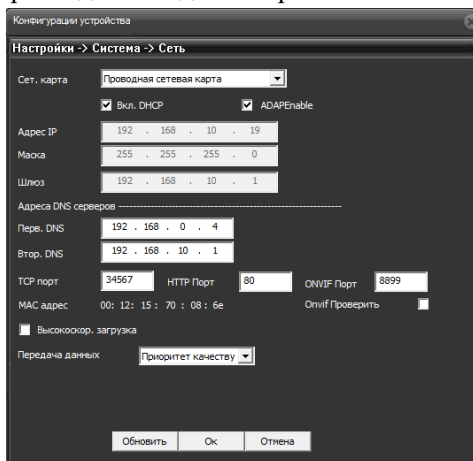 Конфигурации устройства
Настройки -> Система -> Сеть
Сет. карта Проводная сетевая карта
Вкл. DHCP ADAPEnable
Адрес IP 192 . 168 . 10 . 19
Маска 255 . 255 . 255 . 0
Шлюз 192 . 168 . 10 . 1
Адреса DNS серверов ------------------------------------------------
Перв. DNS 192 . 168 . 0 . 4
Втор. DNS 192 . 168 . 10 . 1
TCP порт 34567 HTTP Порт 80 ONVIF Порт 8899
MAC адрес 00: 12: 15: 70: 08: 6e Onvif Проверить
Высокоскор. загрузка
Передача данных Приоритет качеству
Обновить Ок Отмена